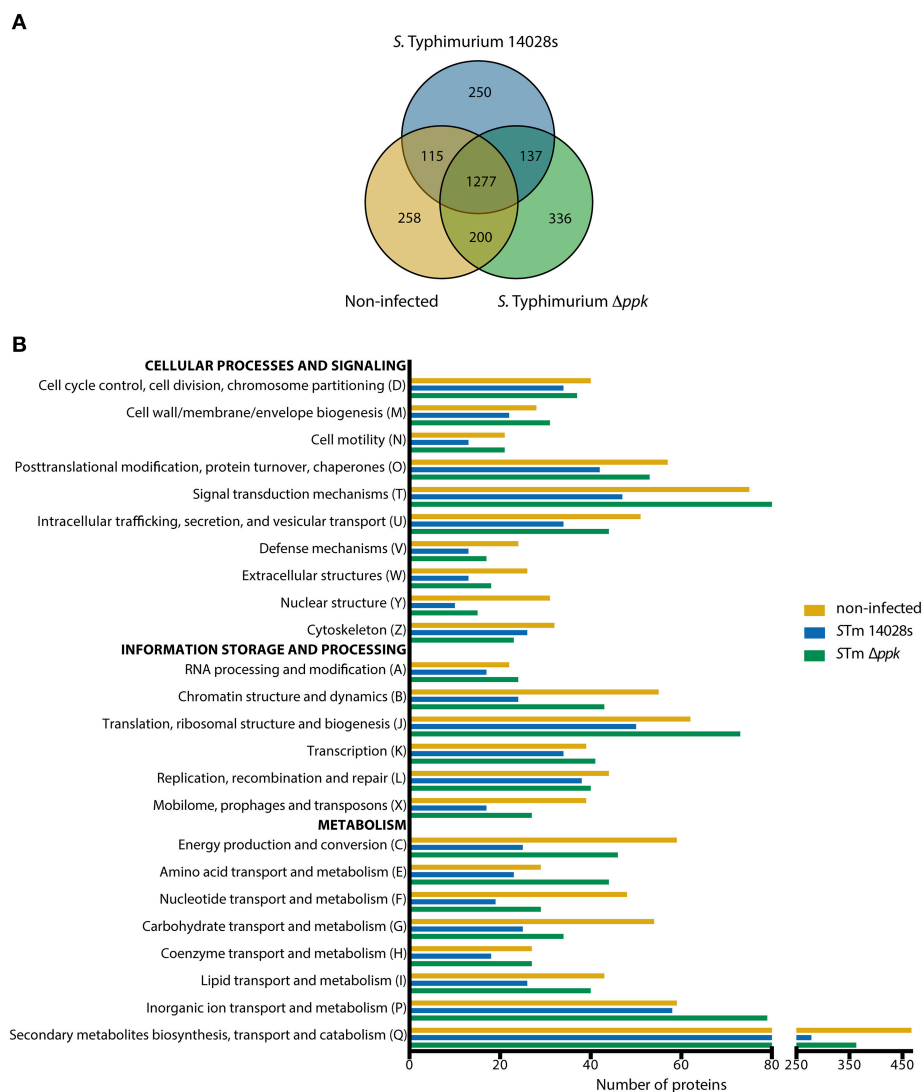 A
S. Typhimurium 14028s
250
115
137
1277
258
336
200
Non-infected
S. Typhimurium Δppk
B
CELLULAR PROCESSES AND SIGNALING
Cell cycle control, cell division, chromosome partitioning (D)
Cell wall/membrane/envelope biogenesis (M)
Cell motility (N)
Posttranslational modification, protein turnover, chaperones (O)
Signal transduction mechanisms (T)
Intracellular trafficking, secretion, and vesicular transport (U)
Defense mechanisms (V)
Extracellular structures (W)
Nuclear structure (Y)
Cytoskeleton (Z)
INFORMATION STORAGE AND PROCESSING
RNA processing and modification (A)
Chromatin structure and dynamics (B)
Translation, ribosomal structure and biogenesis (J)
Transcription (K)
Replication, recombination and repair (L)
Mobilome, prophages and transposons (X)
METABOLISM
Energy production and conversion (C)
Amino acid transport and metabolism (E)
Nucleotide transport and metabolism (F)
Carbohydrate transport and metabolism (G)
Coenzyme transport and metabolism (H)
Lipid transport and metabolism (I)
Inorganic ion transport and metabolism (P)
Secondary metabolites biosynthesis, transport and catabolism (Q)
non-infected
STm 14028s
STm Δppk
0 20 40 60 80 250 350 450
Number of proteins